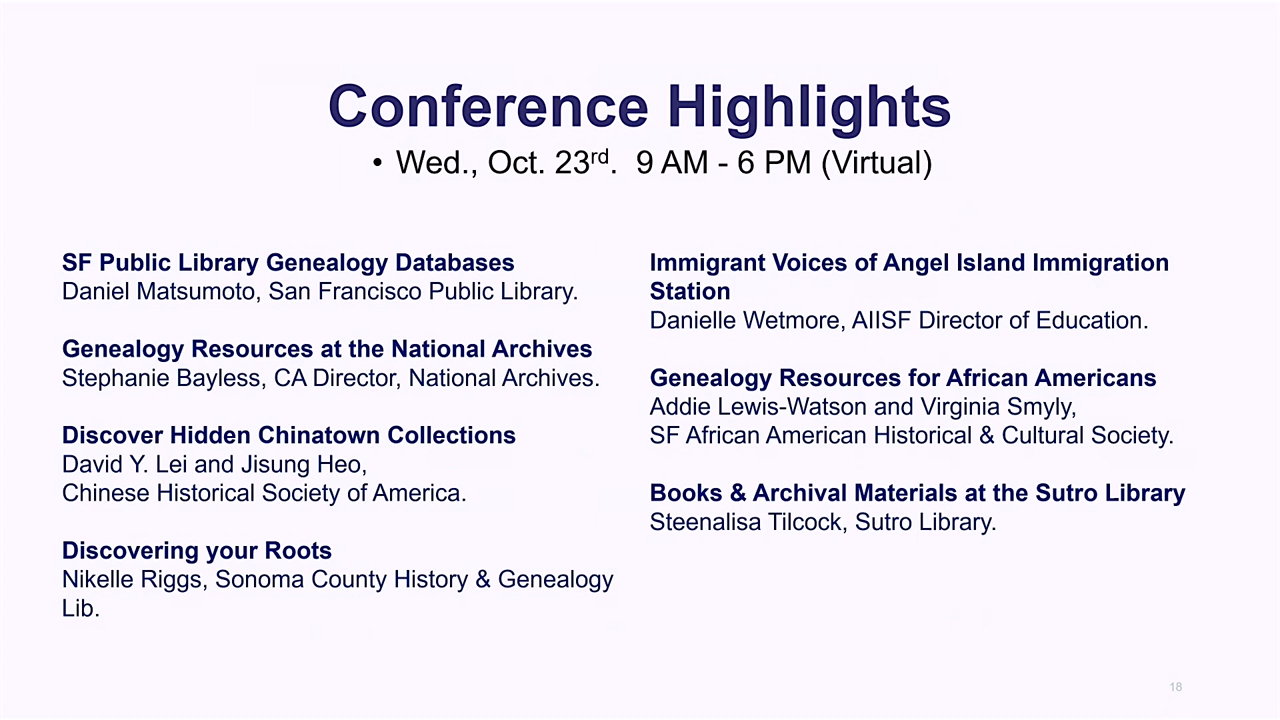 Conference Highlights
• Wed., Oct. 23rd.  9 AM - 6 PM (Virtual)
SF Public Library Genealogy Databases
Daniel Matsumoto, San Francisco Public Library.
Genealogy Resources at the National Archives
Stephanie Bayless, CA Director, National Archives.
Discover Hidden Chinatown Collections
David Y. Lei and Jisung Heo,
Chinese Historical Society of America.
Discovering your Roots
Nikelle Riggs, Sonoma County History & Genealogy
Lib.
Immigrant Voices of Angel Island Immigration
Station
Danielle Wetmore, AIISF Director of Education.
Genealogy Resources for African Americans
Addie Lewis-Watson and Virginia Smyly,
SF African American Historical & Cultural Society.
Books & Archival Materials at the Sutro Library
Steenalisa Tilcock, Sutro Library.
18